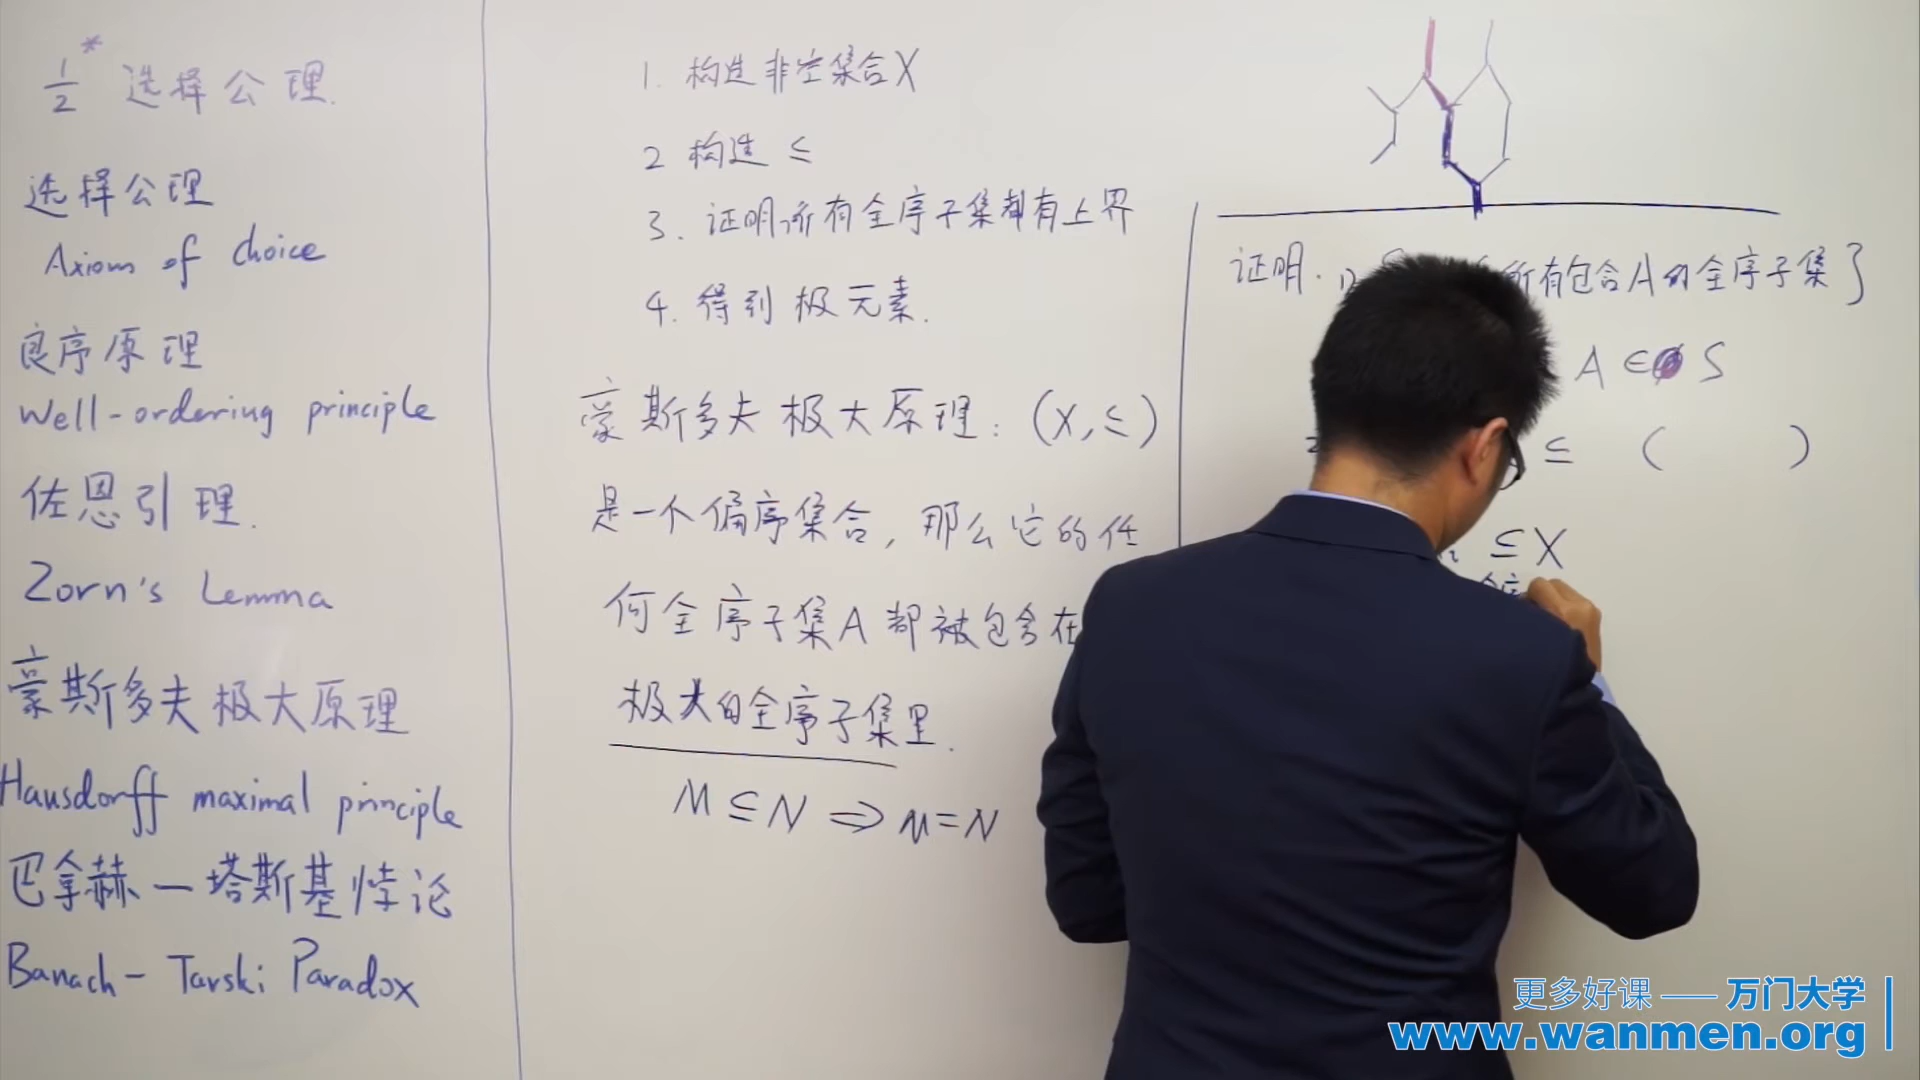 1/2* 选择公理.
选择公理
Axiom of choice
良序原理
Well-ordering principle
佐恩引理.
Zorn's Lemma
豪斯多夫极大原理
Hausdorff maximal principle
巴拿赫—塔斯基悖论
Banach-Tarski Paradox
1. 构造非空集合X
2 构造 ≤
3. 证明所有全序子集都有上界
4. 得到 极元素.
豪斯多夫极大原理: (X, ≤)
是一个偏序集合, 那么它的任
何全序子集A都被包含在
极大的全序子集里.
M ⊆ N ⇒ M = N
证明. 所有包含A的全序子集}
A ∈ S
⊆ ( )
⊆ X
更多好课 —— 万门大学
www.wanmen.org